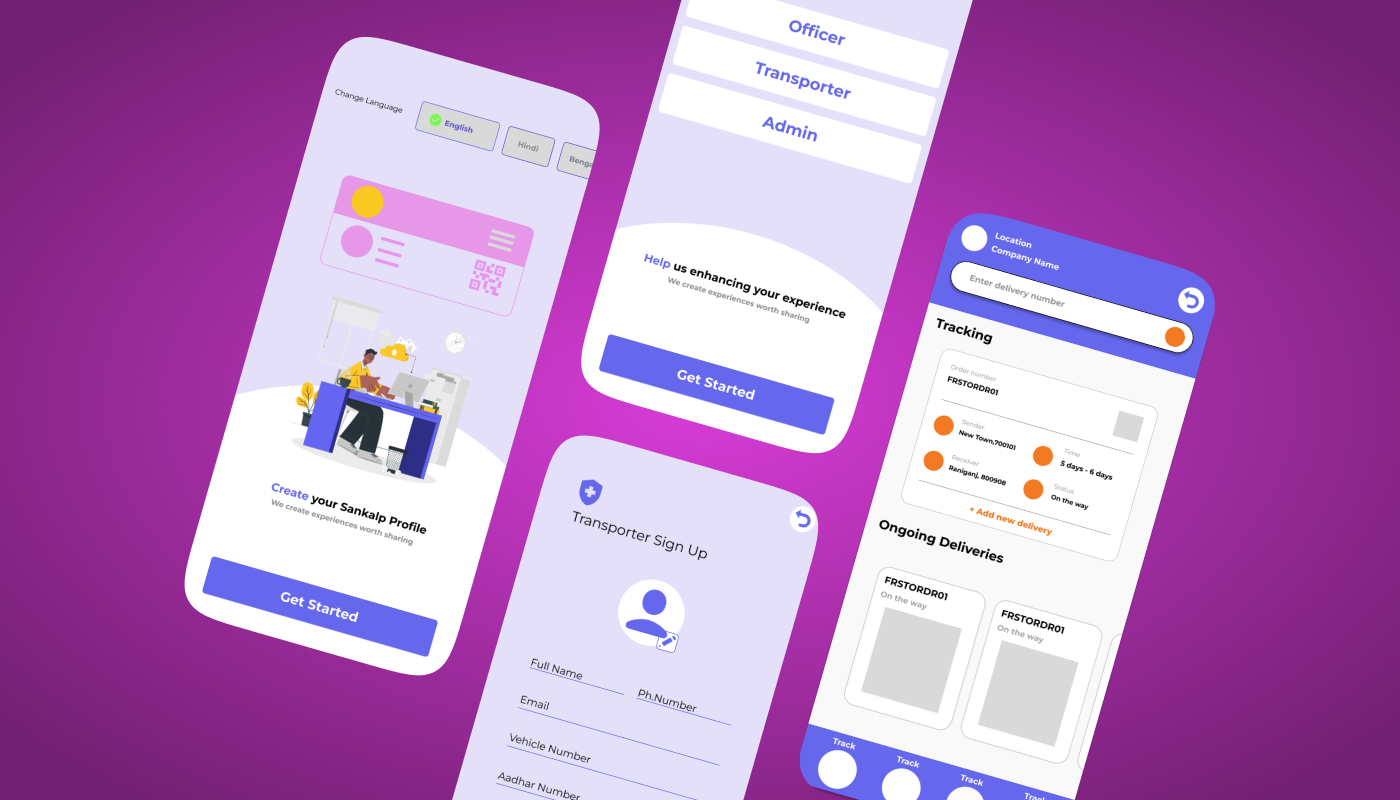 Change Language
English
Hindi
Benga
Create your Sankalp Profile
We create experiences worth sharing
Get Started
Officer
Transporter
Admin
Help us enhancing your experience
We create experiences worth sharing
Get Started
Transporter Sign Up
Full Name
Ph.Number
Email
Vehicle Number
Aadhar Number
Location
Company Name
Enter delivery number
Tracking
Order number
FRSTORDR01
Sender
New Town,700101
Time
5 days - 6 days
Receiver
Raniganj, 800908
Status
On the way
+ Add new delivery
Ongoing Deliveries
FRSTORDR01
On the way
FRSTORDR01
On the way
Track
Track
Track
Track